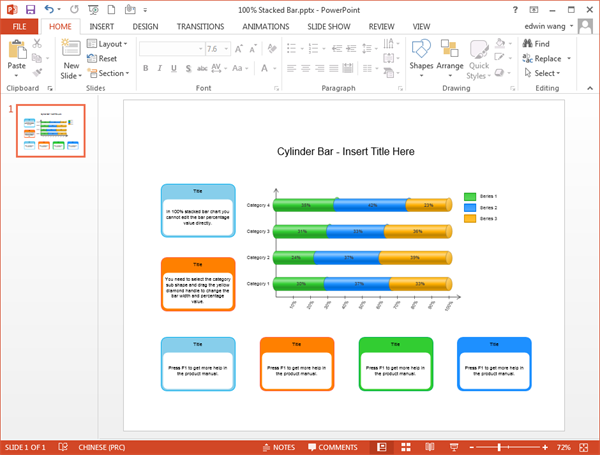 100% Stacked Bar.pptx - PowerPoint
edwin wang
FILE HOME INSERT DESIGN TRANSITIONS ANIMATIONS SLIDE SHOW REVIEW VIEW
Paste
New Slide
Layout
Reset
Section
7.6
Shapes
Arrange
Quick Styles
Find
Replace
Select
Clipboard Slides Font Paragraph Drawing Editing
1
Cylinder Bar - Insert Title Here
Title
In 100% stacked bar chart you
cannot edit the bar percentage
value directly.
Title
You need to select the category
sub shape and drag the yellow
diamond handle to change the
bar width and percentage
value.
Category 4
42%
23%
Category 3
31%
33%
36%
Category 2
24%
37%
39%
Category 1
37%
10% 20% 30% 40% 50% 60% 70% 80% 90% 100%
Series 1
Series 2
Series 3
Title
Press F1 to get more help in
the product manual.
Title
Press F1 to get more help in
the product manual.
Title
Press F1 to get more help in
the product manual.
Title
Press F1 to get more help in
the product manual.
SLIDE 1 OF 1 CHINESE (PRC) NOTES COMMENTS 72%